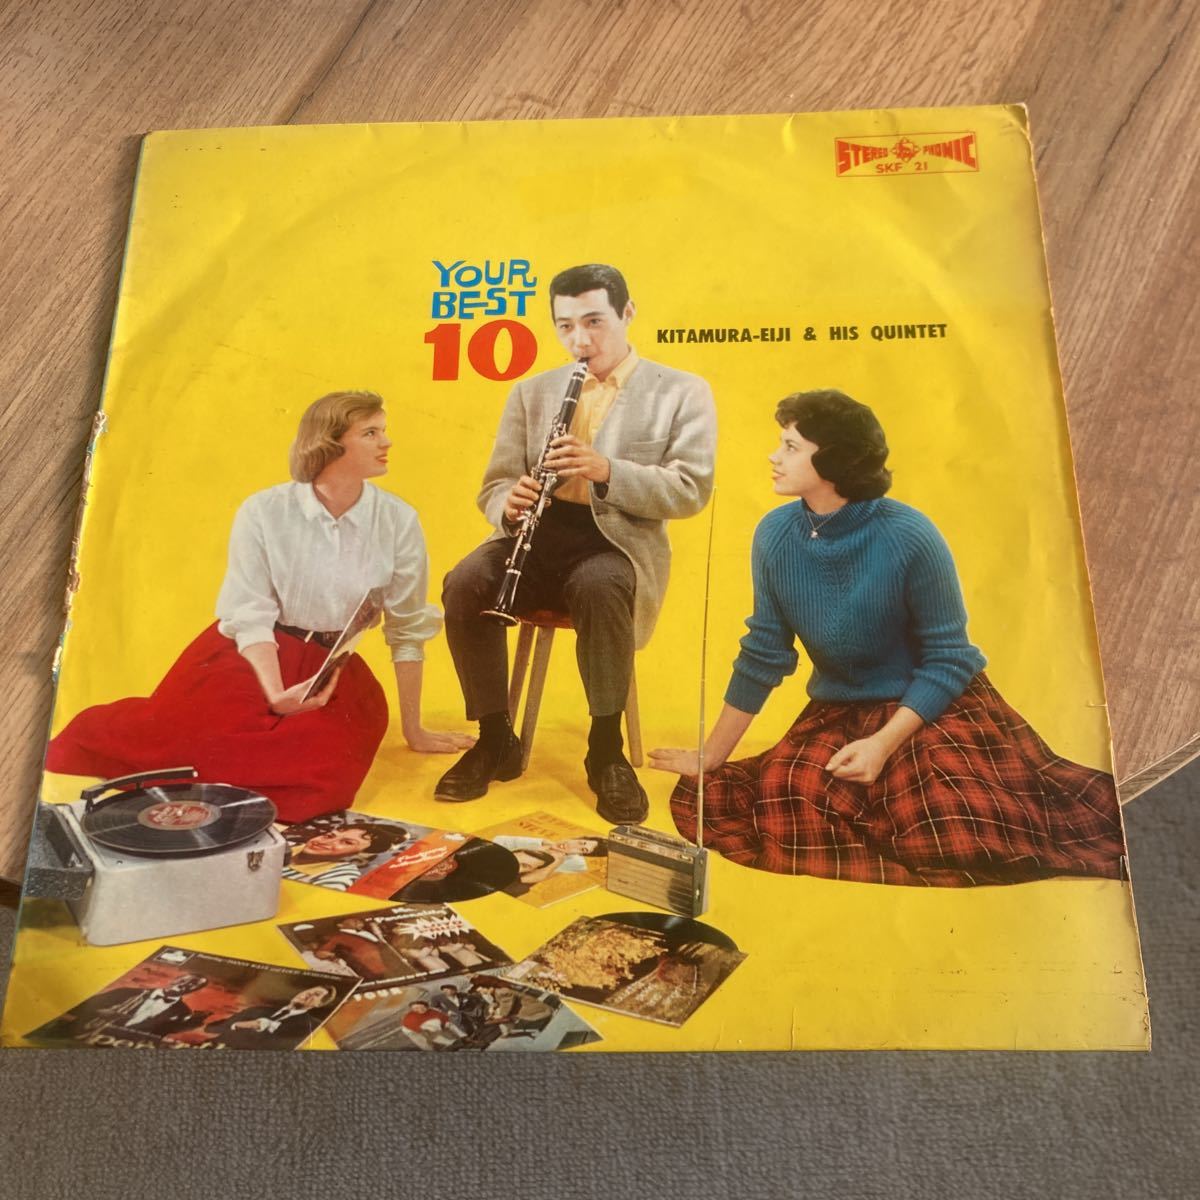 STEREO PHONIC
SKF 21
YOUR
BEST
10
KITAMURA-EIJI & HIS QUINTET